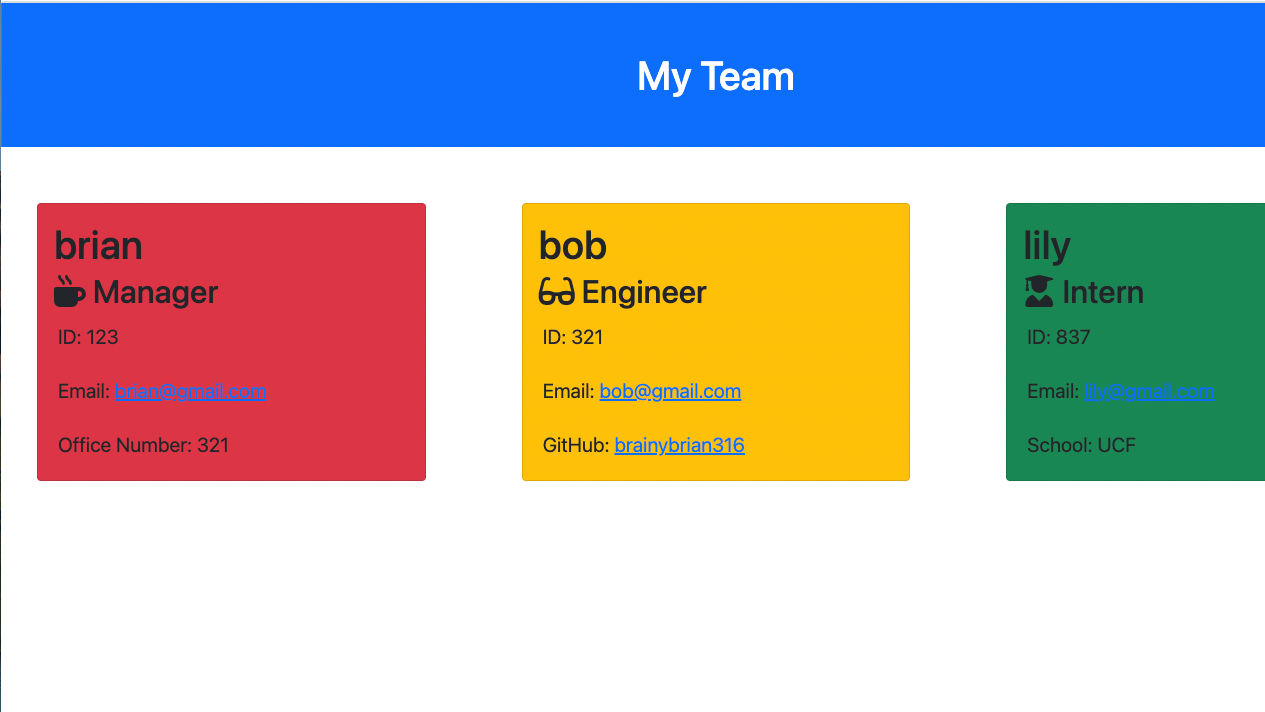 My Team
brian
Manager
ID: 123
Email: brian@gmail.com
Office Number: 321
bob
Engineer
ID: 321
Email: bob@gmail.com
GitHub: brainybrian316
lily
Intern
ID: 837
Email: lily@gmail.com
School: UCF